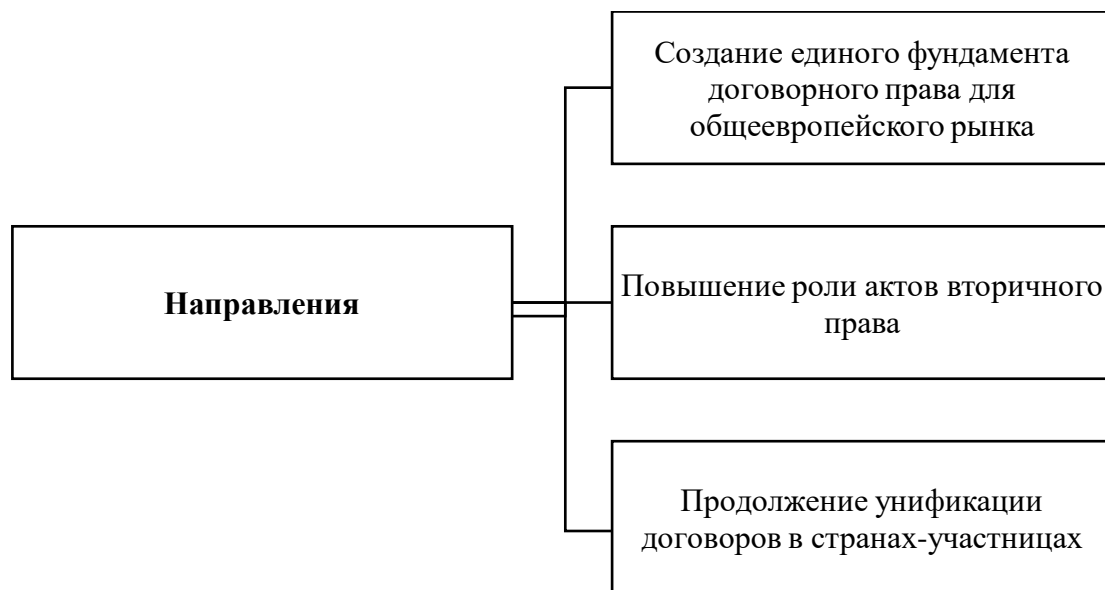 Создание единого фундамента
договорного права для
общеевропейского рынка
Направления
Повышение роли актов вторичного
права
Продолжение унификации
договоров в странах-участницах